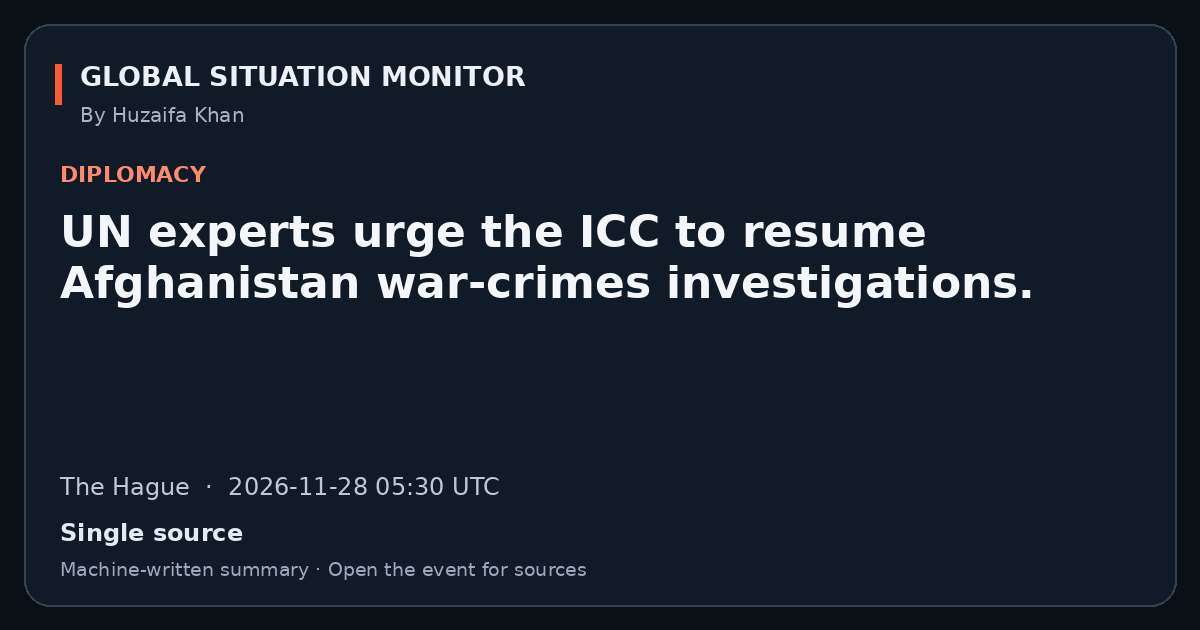 GLOBAL SITUATION MONITOR
By Huzaifa Khan
DIPLOMACY
UN experts urge the ICC to resume
Afghanistan war-crimes investigations.
The Hague · 2026-11-28 05:30 UTC
Single source
Machine-written summary · Open the event for sources